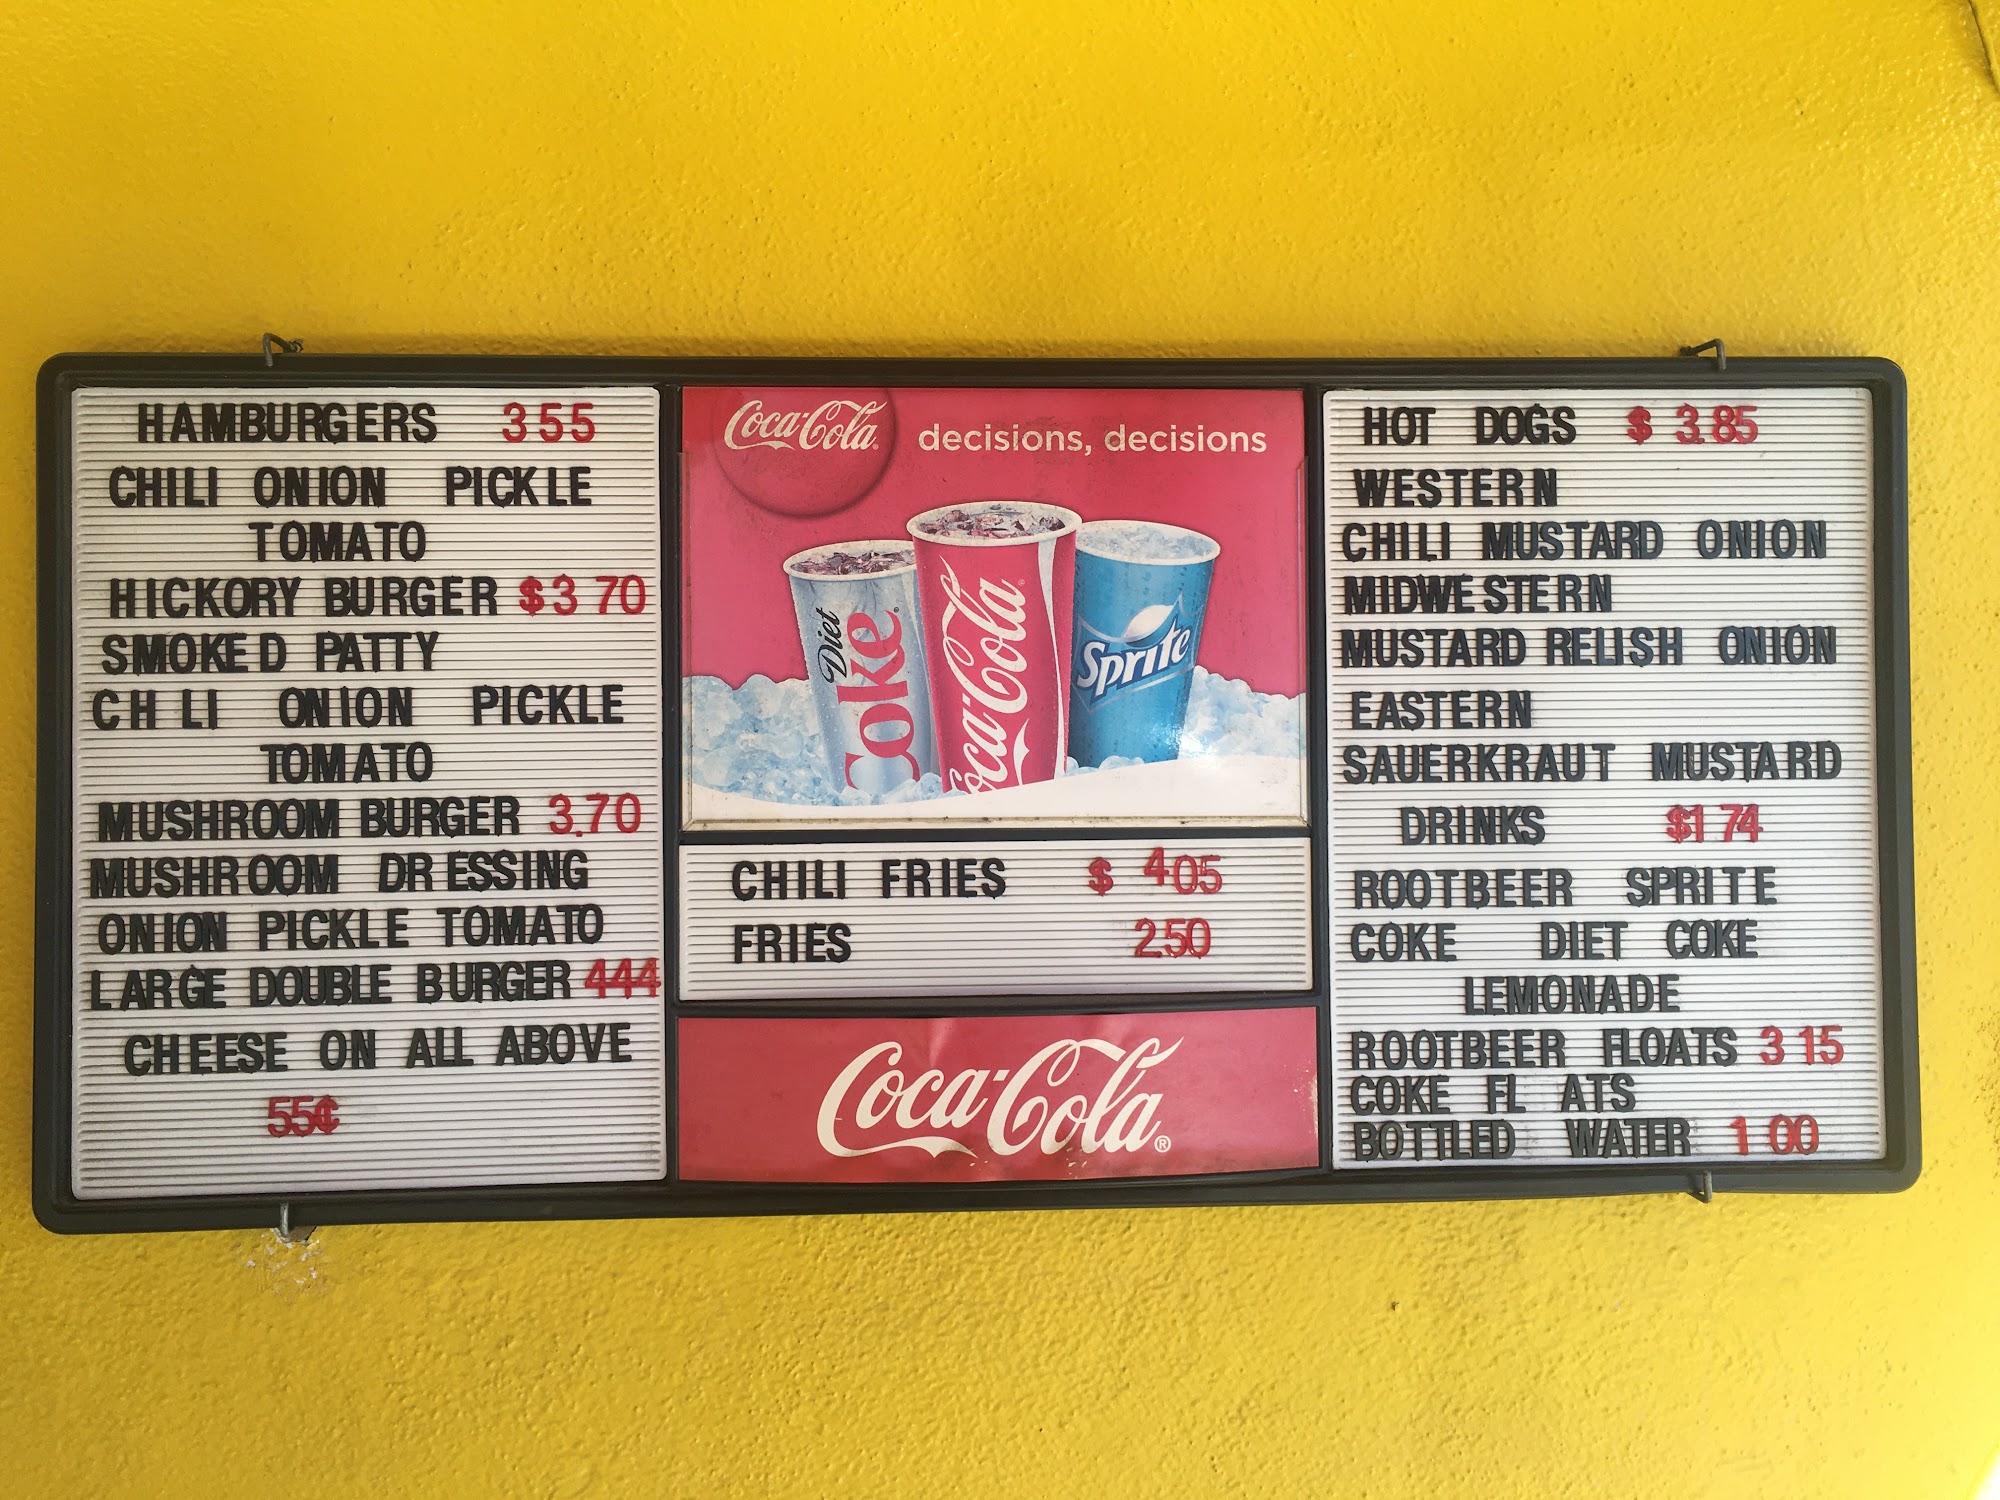 HAMBURGERS 355
CHILI ONION PICKLE
TOMATO
HICKORY BURGER $3 70
SMOKED PATTY
CH LI ONION PICKLE
TOMATO
MUSHROOM BURGER 3.70
MUSHROOM DRESSING
ONION PICKLE TOMATO
LARGE DOUBLE BURGER 444
CHEESE ON ALL ABOVE
55¢
Coca-Cola decisions, decisions
Diet Coke
Coca-Cola
Sprite
CHILI FRIES $ 405
FRIES 250
Coca-Cola®
HOT DOGS $ 3.85
WESTERN
CHILI MUSTARD ONION
MIDWESTERN
MUSTARD RELISH ONION
EASTERN
SAUERKRAUT MUSTARD
DRINKS $1 74
ROOTBEER SPRITE
COKE DIET COKE
LEMONADE
ROOTBEER FLOATS 3 15
COKE FL ATS
BOTTLED WATER 1 00